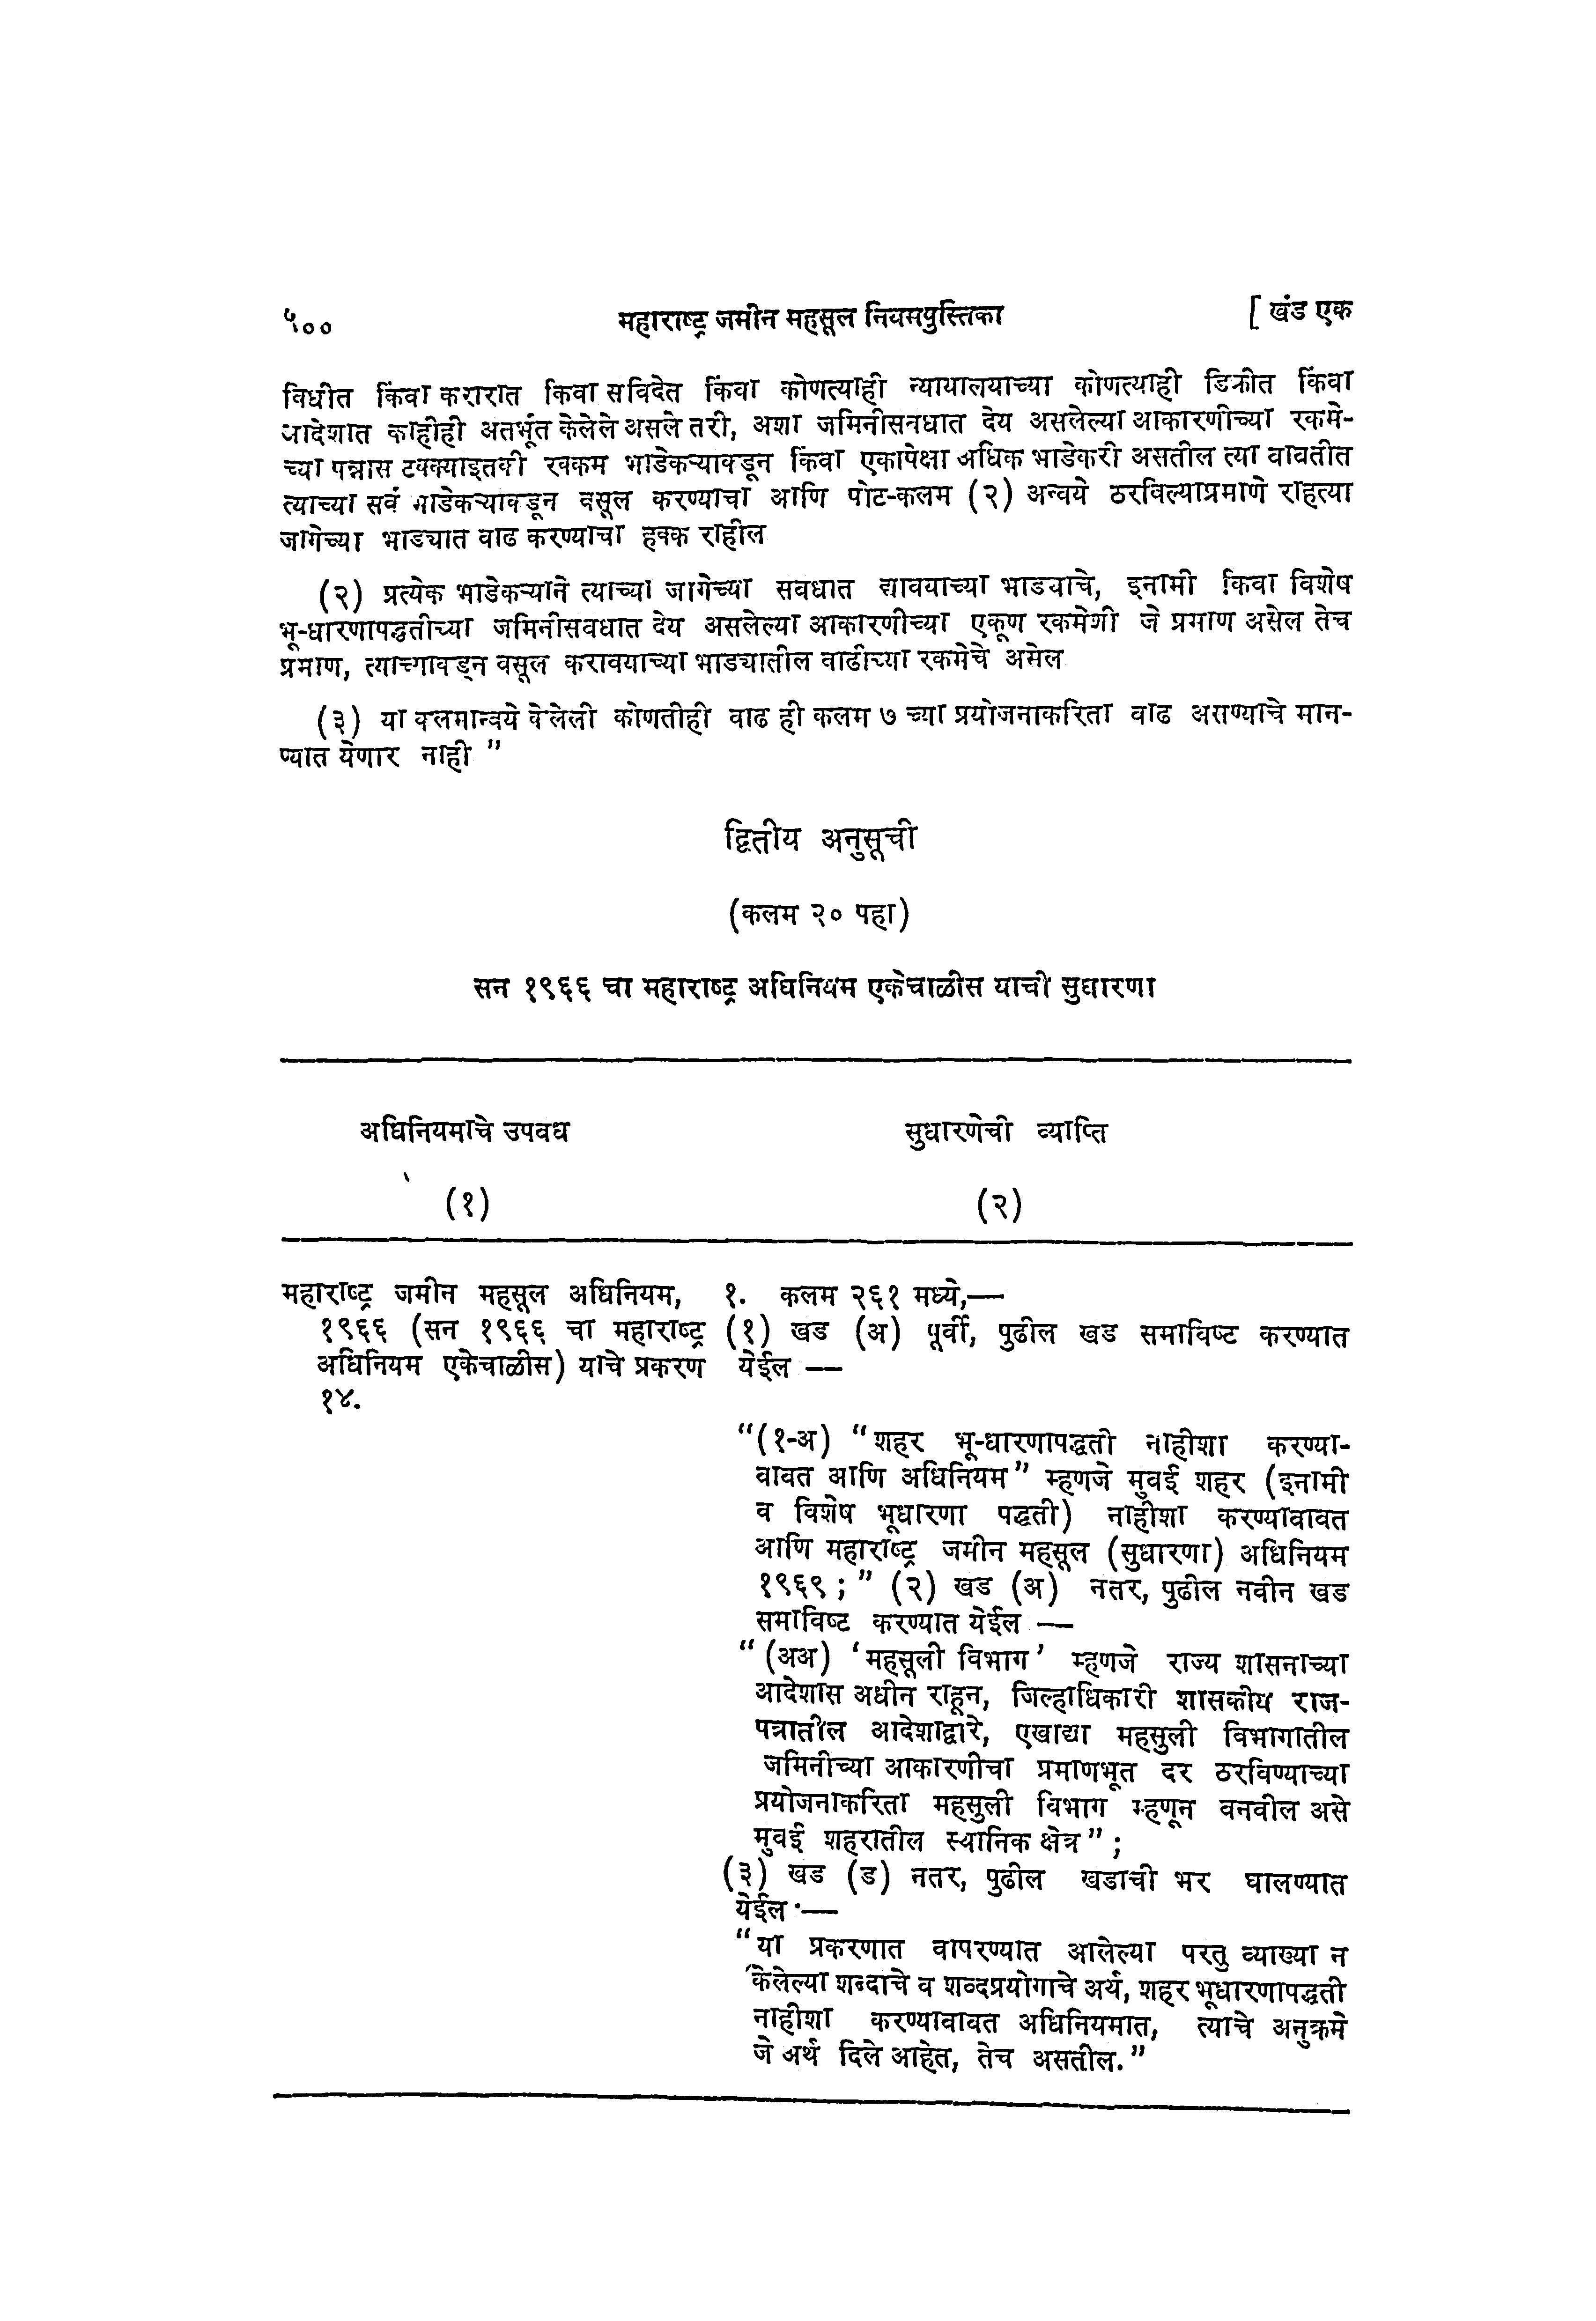 ५००
महाराष्ट्र जमीन महसूल नियमपुस्तिका
[ खंड एक
विधीत किंवा करारात किवा सविदेत किंवा कोणत्याही न्यायालयाच्या कोणत्याही डिक्रीत किंवा
आदेशात काहीही अतर्भूत केलेले असले तरी, अशा जमिनीसबधात देय असलेल्या आकारणीच्या रकमे-
च्या पन्नास टक्क्याइतकी रक्कम भाडेकऱ्याकडून किंवा एकापेक्षा अधिक भाडेकरी असतील त्या बाबतीत
त्याच्या सर्व भाडेकऱ्याकडून वसूल करण्याचा आणि पोट-कलम (२) अन्वये ठरविल्याप्रमाणे राहत्या
जागेच्या भाड्यात वाढ करण्याचा हक्क राहील
(२) प्रत्येक भाडेकऱ्याने त्याच्या जागेच्या सबधात द्यावयाच्या भाड्याचे, इनामी किवा विशेष
भू-धारणापद्धतीच्या जमिनीसबधात देय असलेल्या आकारणीच्या एकूण रकमेशी जे प्रमाण असेल तेच
प्रमाण, त्याच्याकडून वसूल करावयाच्या भाड्यातील वाढीच्या रकमेचे असेल
(३) या कलमान्वये केलेली कोणतीही वाढ ही कलम ७ च्या प्रयोजनाकरिता वाढ असण्याचे मान-
ण्यात येणार नाही ”
द्वितीय अनुसूची
(कलम २० पहा)
सन १९६६ चा महाराष्ट्र अधिनियम एकेचाळीस याची सुधारणा
अधिनियमाचे उपबध
सुधारणेची व्याप्ति
(१)
(२)
महाराष्ट्र जमीन महसूल अधिनियम,
१९६६ (सन १९६६ चा महाराष्ट्र
अधिनियम एकेचाळीस) याचे प्रकरण
१४.
१. कलम २६१ मध्ये,—
(१) खड (अ) पूर्वी, पुढील खड समाविष्ट करण्यात
येईल —
“(१-अ) “शहर भू-धारणापद्धती नाहीशा करण्या-
बाबत आणि अधिनियम” म्हणजे मुबई शहर (इनामी
व विशेष भूधारणा पद्धती) नाहीशा करण्याबाबत
आणि महाराष्ट्र जमीन महसूल (सुधारणा) अधिनियम
१९६९ ; ” (२) खड (अ) नतर, पुढील नवीन खड
समाविष्ट करण्यात येईल —
“ (अअ) ‘महसूली विभाग’ म्हणजे राज्य शासनाच्या
आदेशास अधीन राहून, जिल्हाधिकारी शासकीय राज-
पत्रातील आदेशाद्वारे, एखाद्या महसुली विभागातील
जमिनीच्या आकारणीचा प्रमाणभूत दर ठरविण्याच्या
प्रयोजनाकरिता महसुली विभाग म्हणून बनवील असे
मुबई शहरातील स्थानिक क्षेत्र” ;
(३) खड (ड) नतर, पुढील खडाची भर घालण्यात
येईल —
“या प्रकरणात वापरण्यात आलेल्या परतु व्याख्या न
केलेल्या शब्दाचे व शब्दप्रयोगाचे अर्थ, शहर भूधारणापद्धती
नाहीशा करण्याबाबत अधिनियमात, त्याचे अनुक्रमे
जे अर्थ दिले आहेत, तेच असतील.”